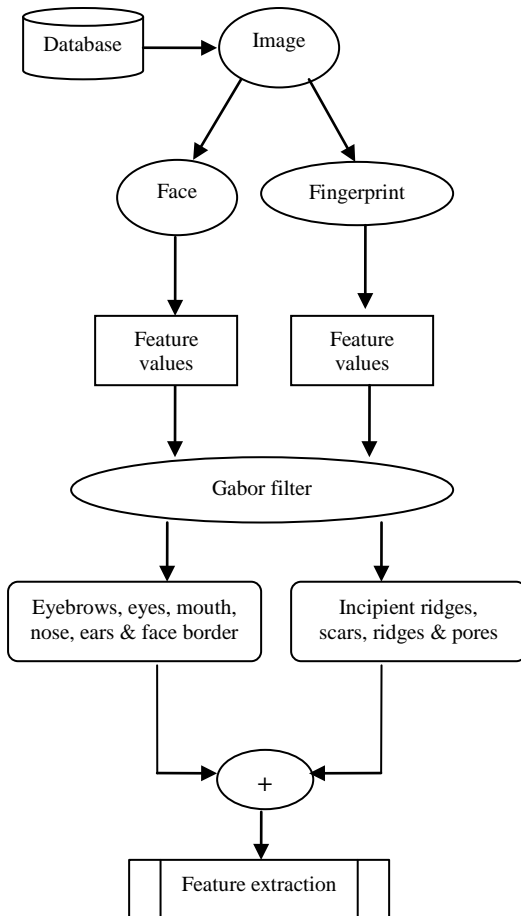 Database
Image
Face
Fingerprint
Feature
values
Feature
values
Gabor filter
Eyebrows, eyes, mouth,
nose, ears & face border
Incipient ridges,
scars, ridges & pores
+
Feature extraction